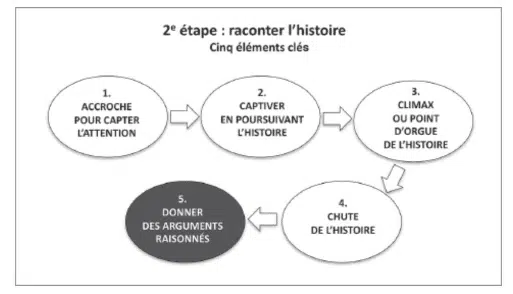 2e étape : raconter l'histoire
Cinq éléments clés
1.
ACCROCHE
POUR CAPTER
L'ATTENTION
2.
CAPTIVER
EN POURSUIVANT
L'HISTOIRE
3.
CLIMAX
OU POINT
D'ORGUE
DE L'HISTOIRE
4.
CHUTE
DE L'HISTOIRE
5.
DONNER
DES ARGUMENTS
RAISONNÉS